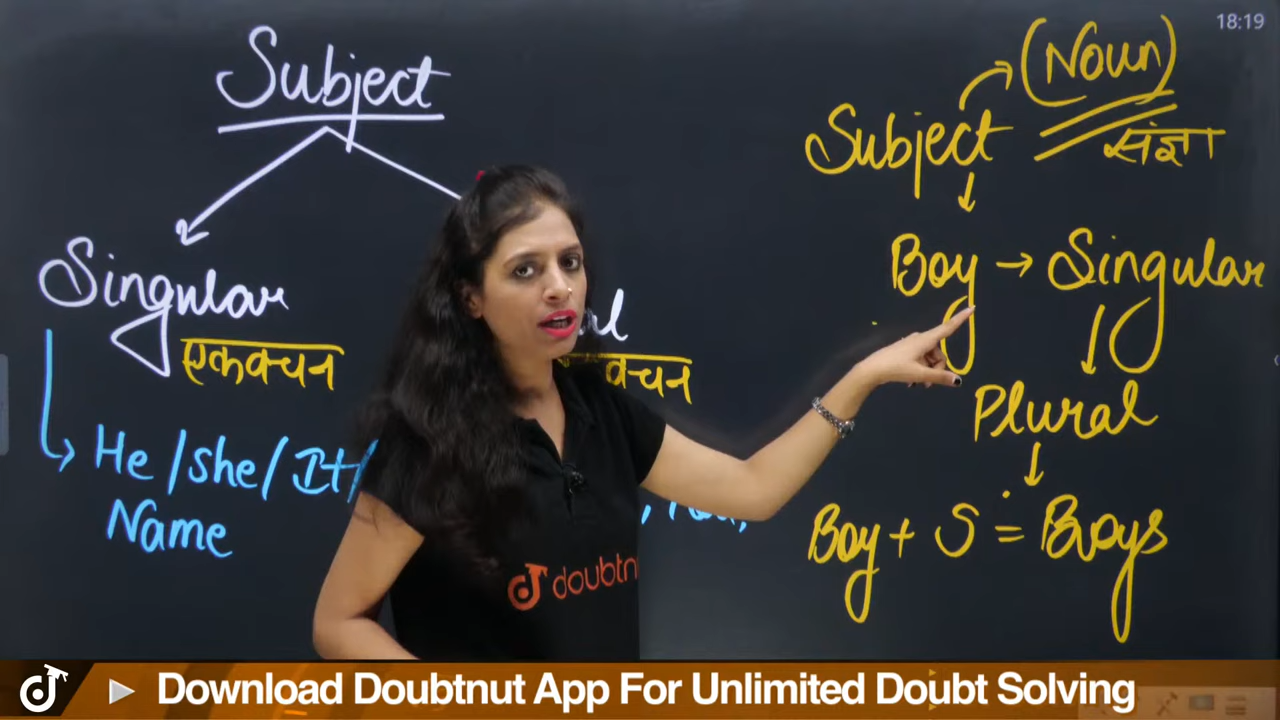 18:19
Subject
Singular
एकवचन
He/She/It/
Name
वचन
(Noun)
Subject
संज्ञा
Boy → Singular
Plural
Boy + S = Boys
doubtn
Download Doubtnut App For Unlimited Doubt Solving